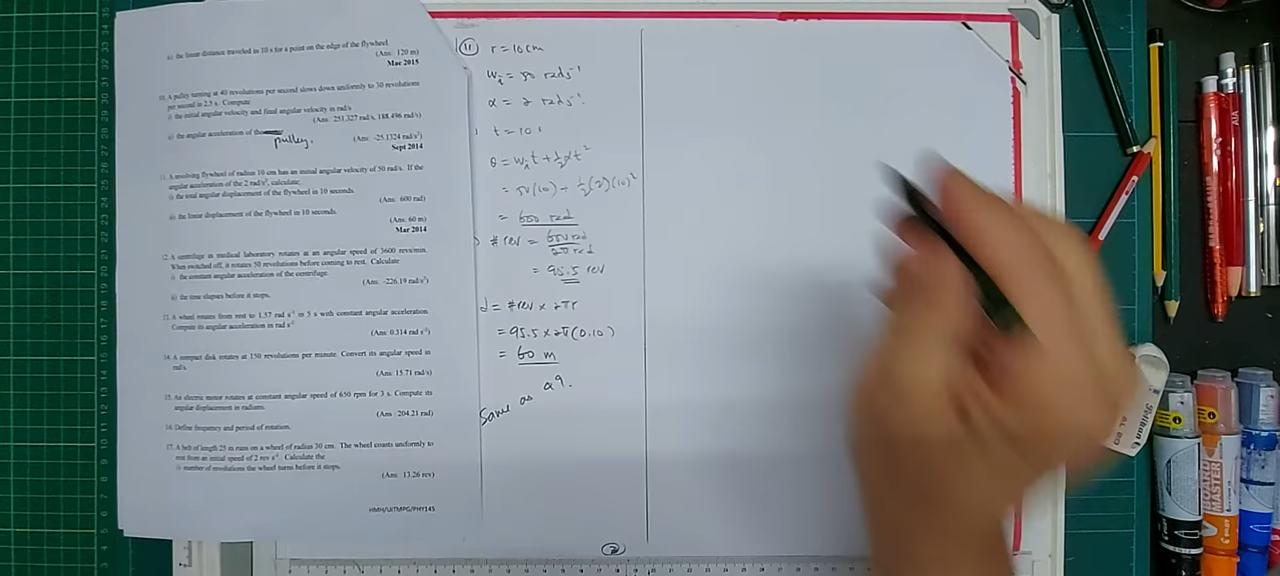 ii) the linear distance traveled in 10 s for a point on the edge of the flywheel.
(Ans: 120 m)
Mac 2015
10. A pulley turning at 40 revolutions per second slows down uniformly to 30 revolutions
per second in 2.5 s. Compute
i) the initial angular velocity and final angular velocity in rad/s
(Ans: 251.327 rad/s, 188.496 rad/s)
ii) the angular acceleration of the
pulley.
(Ans: -25.1324 rad/s²)
Sept 2014
11. A revolving flywheel of radius 10 cm has an initial angular velocity of 50 rad/s. If the
angular acceleration of the 2 rad/s², calculate:
i) the total angular displacement of the flywheel in 10 seconds.
(Ans: 600 rad)
ii) the linear displacement of the flywheel in 10 seconds.
(Ans: 60 m)
Mar 2014
12. A centrifuge in medical laboratory rotates at an angular speed of 3600 revs/min.
When switched off, it rotates 50 revolutions before coming to rest. Calculate
i) the constant angular acceleration of the centrifuge.
(Ans: -226.19 rad/s²)
ii) the time elapses before it stops.
13. A wheel rotates from rest to 1.57 rad s⁻¹ in 5 s with constant angular acceleration.
Compute its angular acceleration in rad s⁻²
(Ans: 0.314 rad s⁻²)
14. A compact disk rotates at 150 revolutions per minute. Convert its angular speed in
rad/s.
(Ans: 15.71 rad/s)
15. An electric motor rotates at constant angular speed of 650 rpm for 3 s. Compute its
angular displacement in radians.
(Ans: 204.21 rad)
16. Define frequency and period of rotation.
17. A belt of length 25 m runs on a wheel of radius 30 cm. The wheel coasts uniformly to
rest from an initial speed of 2 rev s⁻¹. Calculate the
i) number of revolutions the wheel turns before it stops.
(Ans: 13.26 rev)
HMH/UiTMPG/PHY145
11 r = 10 cm
ωi = 50 rads⁻¹
α = 2 rads⁻².
t = 10 s
θ = ωi t + ½αt²
= 50(10) + ½(2)(10)²
= 600 rad
# rev = 600 rad / 2π rad
= 95.5 rev
d = #rev × 2πr
= 95.5 × 2π(0.10)
= 60 m
Same as Q9.
2
Pelikan
AL 20
BOARD MASTER
PILOT